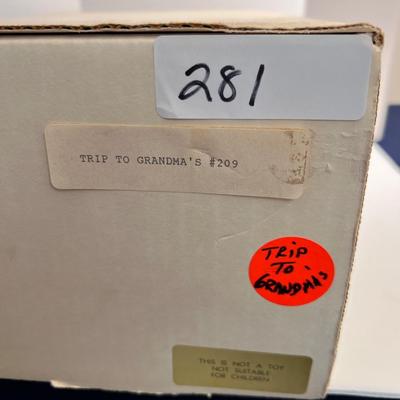 281
TRIP TO GRANDMA'S #209
TRIP
TO
GRANDMA'S
THIS IS NOT A TOY
NOT SUITABLE
FOR CHILDREN